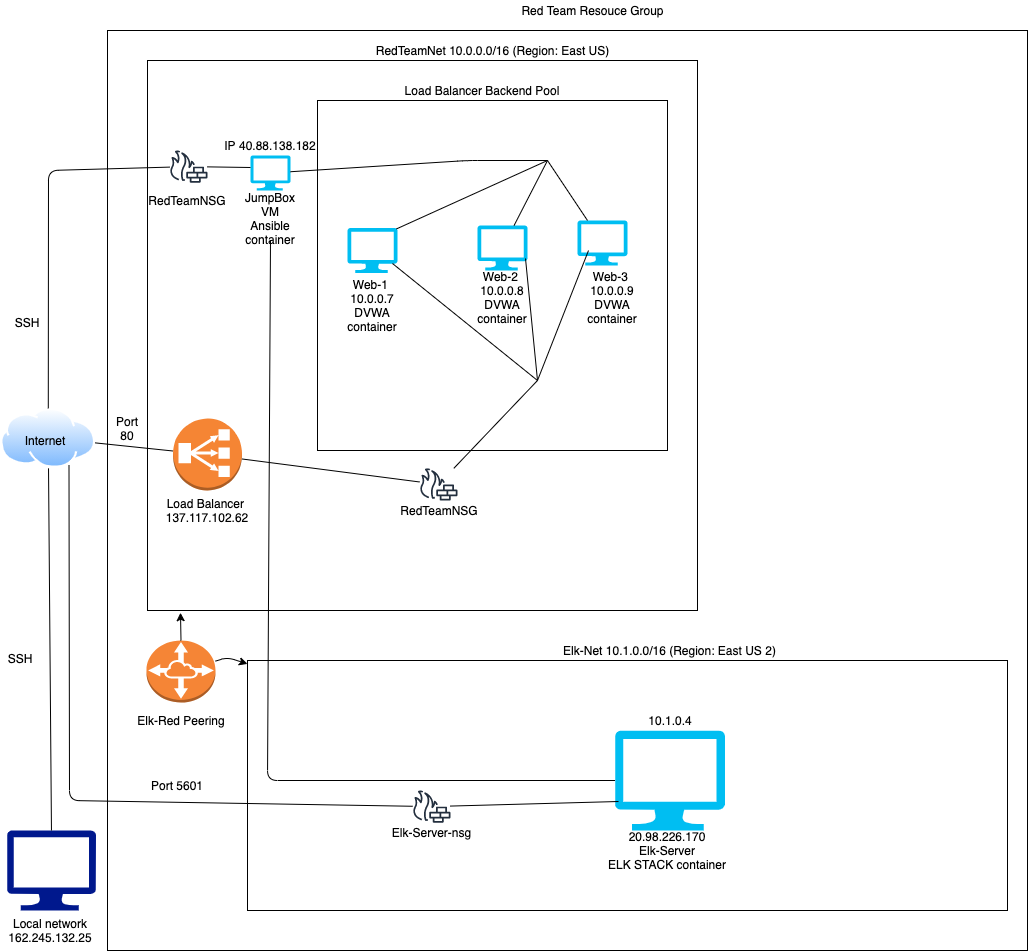 Red Team Resouce Group
RedTeamNet 10.0.0.0/16 (Region: East US)
Load Balancer Backend Pool
IP 40.88.138.182
RedTeamNSG
JumpBox
VM
Ansible
container
Web-1
10.0.0.7
DVWA
container
Web-2
10.0.0.8
DVWA
container
Web-3
10.0.0.9
DVWA
container
SSH
Internet
Port
80
Load Balancer
137.117.102.62
RedTeamNSG
SSH
Elk-Red Peering
Elk-Net 10.1.0.0/16 (Region: East US 2)
10.1.0.4
Port 5601
Elk-Server-nsg
20.98.226.170
Elk-Server
ELK STACK container
Local network
162.245.132.25